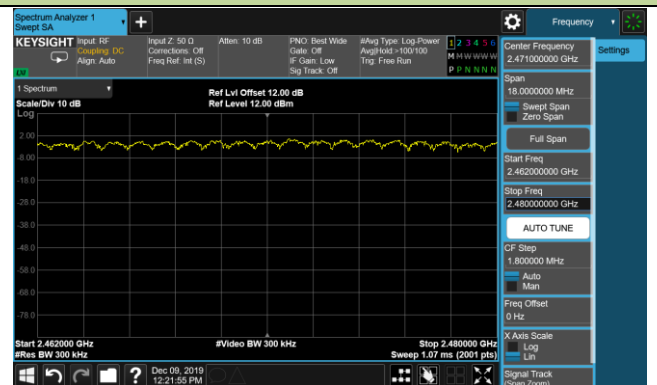 Spectrum Analyzer 1
Swept SA
Frequency
KEYSIGHT
Input: RF
Coupling: DC
Align: Auto
Input Z: 50 Ω
Corrections: Off
Freq Ref: Int (S)
Atten: 10 dB
PNO: Best Wide
Gate: Off
IF Gain: Low
Sig Track: Off
#Avg Type: Log-Power
Avg|Hold:>100/100
Trig: Free Run
1 2 3 4 5 6
M M W W W W
P P N N N N
LXI
1 Spectrum
Scale/Div 10 dB
Log
Ref Lvl Offset 12.00 dB
Ref Level 12.00 dBm
2.00
-8.00
-18.0
-28.0
-38.0
-48.0
-58.0
-68.0
-78.0
Start 2.462000 GHz
#Res BW 300 kHz
#Video BW 300 kHz
Stop 2.480000 GHz
Sweep 1.07 ms (2001 pts)
Center Frequency
2.471000000 GHz
Settings
Span
18.0000000 MHz
Swept Span
Zero Span
Full Span
Start Freq
2.462000000 GHz
Stop Freq
2.480000000 GHz
AUTO TUNE
CF Step
1.800000 MHz
Auto
Man
Freq Offset
0 Hz
X Axis Scale
Log
Lin
Signal Track
(Span Zoom)
?
Dec 09, 2019
12:21:55 PM